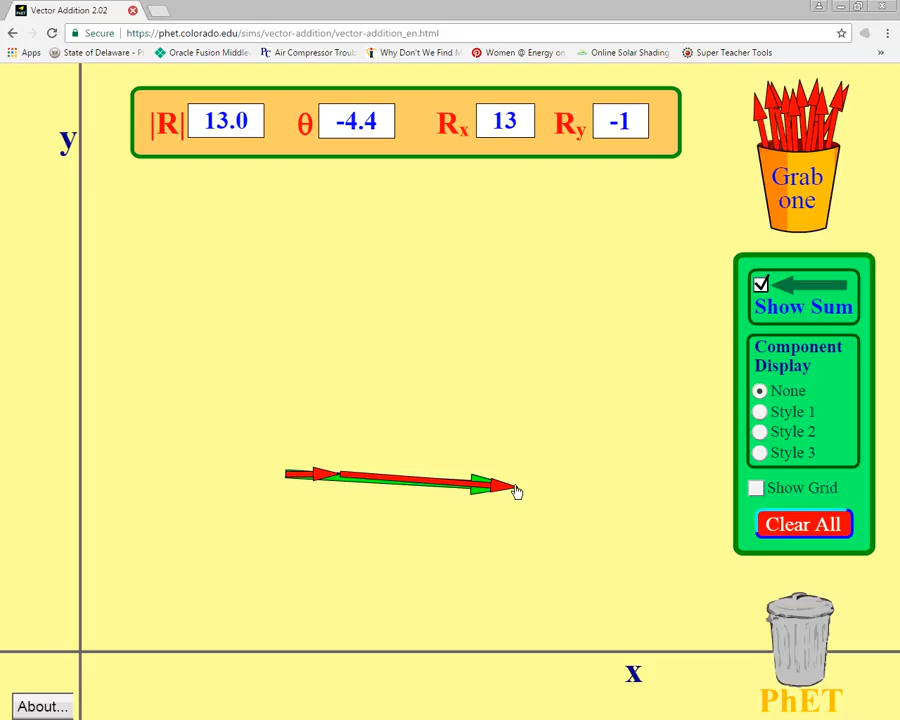 Vector Addition 2.02
Secure https://phet.colorado.edu/sims/vector-addition/vector-addition_en.html
Apps State of Delaware - Pr Oracle Fusion Middle Air Compressor Trou Why Don't We Find M Women @ Energy on Online Solar Shading Super Teacher Tools »
|R| 13.0 θ -4.4 Rx 13 Ry -1
y
Grab
one
Show Sum
Component
Display
None
Style 1
Style 2
Style 3
Show Grid
Clear All
x
About...
PhET